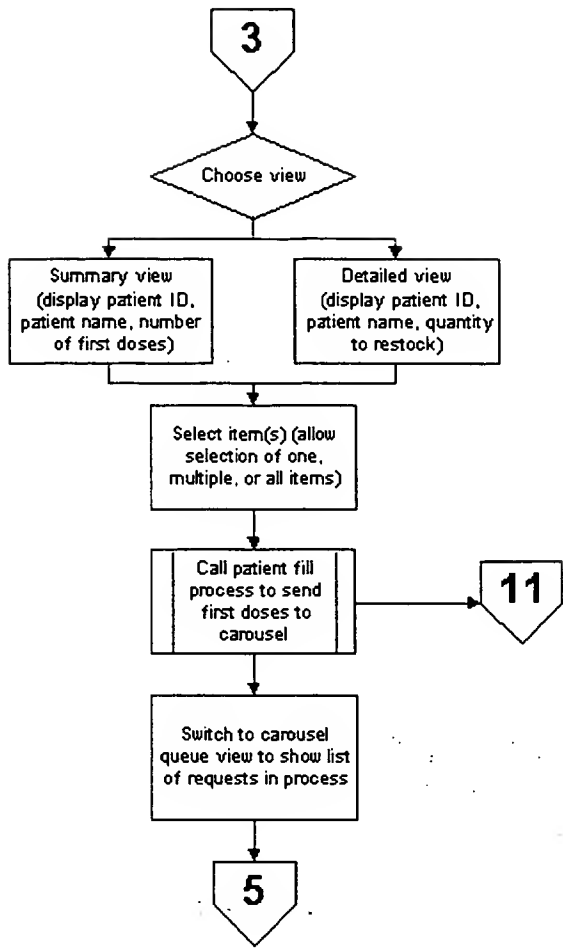 3
Choose view
Summary view
(display patient ID,
patient name, number
of first doses)
Detailed view
(display patient ID,
patient name, quantity
to restock)
Select item(s) (allow
selection of one,
multiple, or all items)
Call patient fill
process to send
first doses to
carousel
11
Switch to carousel
queue view to show list
of requests in process
5